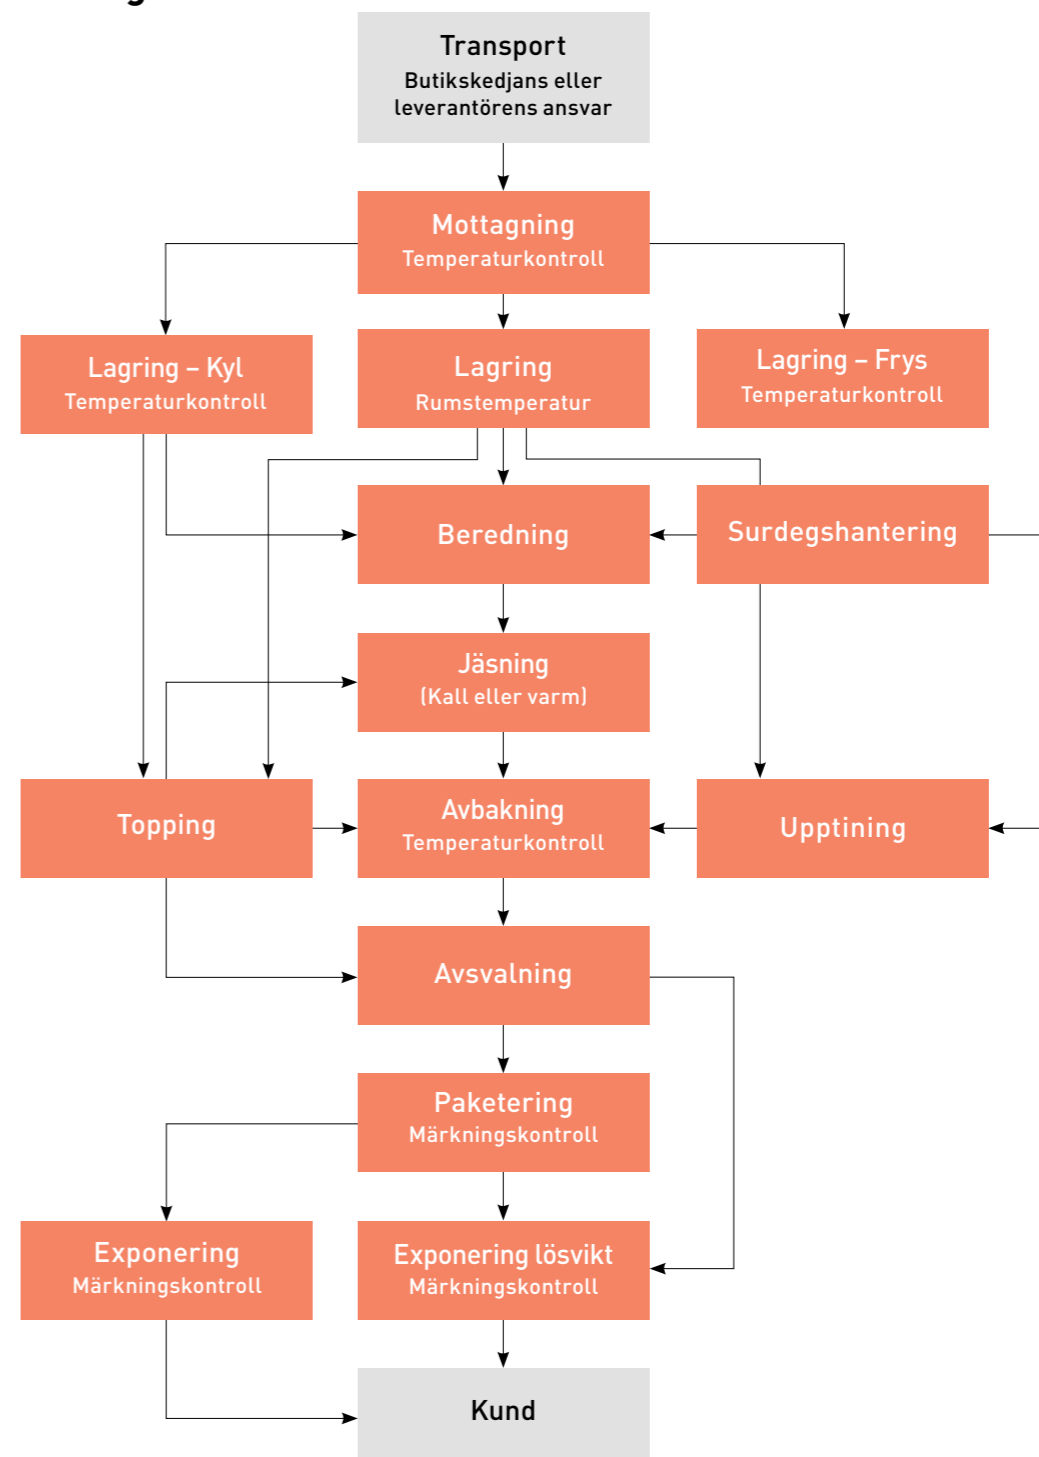 Transport
Butikskedjans eller
leverantörens ansvar
Mottagning
Temperaturkontroll
Lagring – Kyl
Temperaturkontroll
Lagring
Rumstemperatur
Lagring – Frys
Temperaturkontroll
Beredning
Surdegshantering
Jäsning
(Kall eller varm)
Topping
Avbakning
Temperaturkontroll
Upptining
Avsvalning
Paketering
Märkningskontroll
Exponering
Märkningskontroll
Exponering lösvikt
Märkningskontroll
Kund